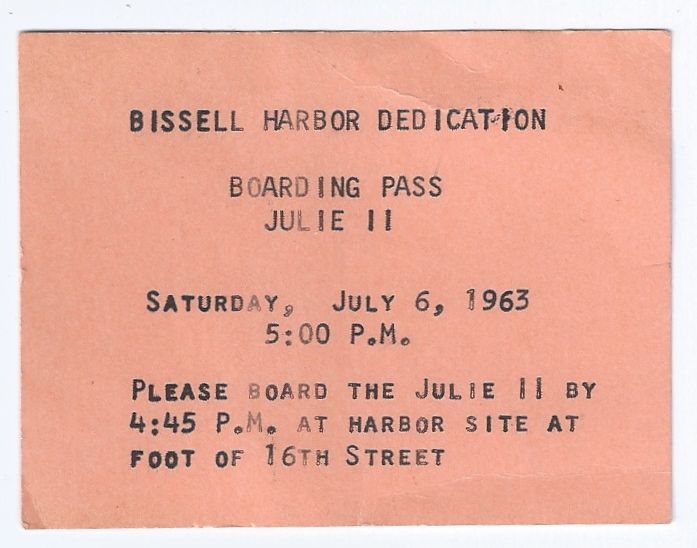 BISSELL HARBOR DEDICATION
BOARDING PASS
JULIE II
SATURDAY, JULY 6, 1963
5:00 P.M.
PLEASE BOARD THE JULIE II BY
4:45 P.M. AT HARBOR SITE AT
FOOT OF 16TH STREET